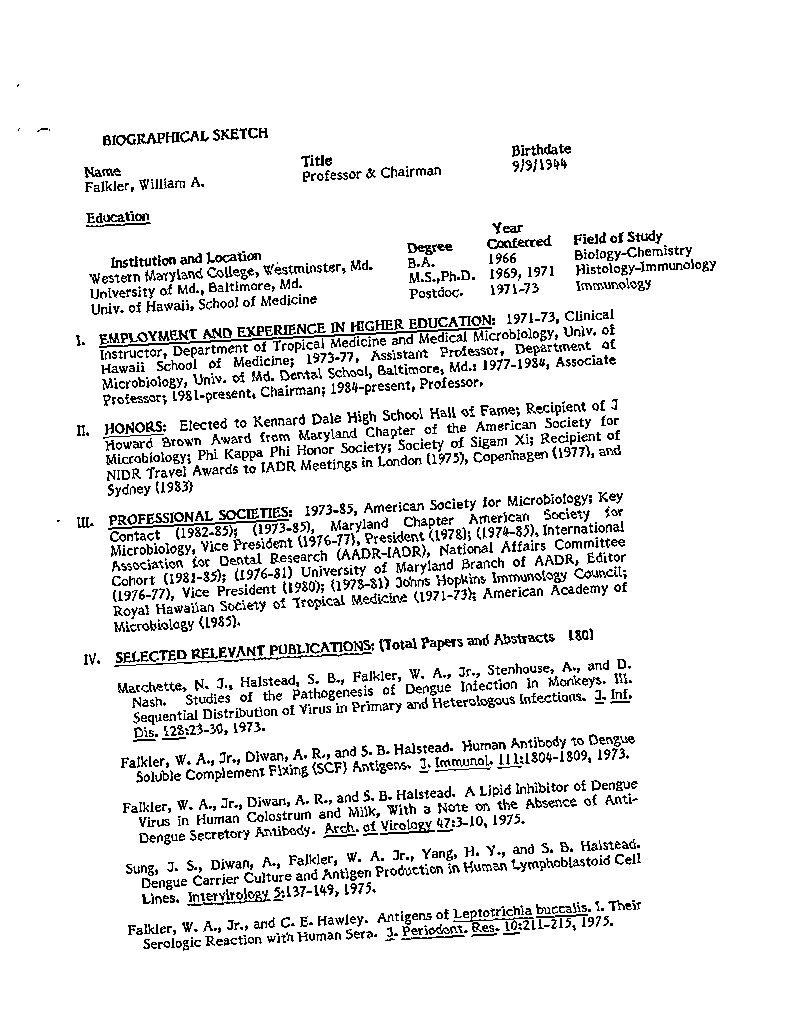 BIOGRAPHICAL SKETCH
Name Title Birthdate
Falkler, William A. Professor & Chairman 9/9/1944
Education
Institution and Location Degree Year Conferred Field of Study
Western Maryland College, Westminster, Md. B.A. 1966 Biology-Chemistry
University of Md., Baltimore, Md. M.S.,Ph.D. 1969, 1971 Histology-Immunology
Univ. of Hawaii, School of Medicine Postdoc. 1971-73 Immunology
I. EMPLOYMENT AND EXPERIENCE IN HIGHER EDUCATION: 1971-73, Clinical
Instructor, Department of Tropical Medicine and Medical Microbiology, Univ. of
Hawaii School of Medicine; 1973-77, Assistant Professor, Department of
Microbiology, Univ. of Md. Dental School, Baltimore, Md.: 1977-1984, Associate
Professor; 1981-present, Chairman; 1984-present, Professor.
II. HONORS: Elected to Kennard Dale High School Hall of Fame; Recipient of J
Howard Brown Award from Maryland Chapter of the American Society for
Microbiology; Phi Kappa Phi Honor Society; Society of Sigam Xi; Recipient of
NIDR Travel Awards to IADR Meetings in London (1975), Copenhagen (1977), and
Sydney (1983)
III. PROFESSIONAL SOCIETIES: 1973-85, American Society for Microbiology; Key
Contact (1982-85); (1973-85), Maryland Chapter American Society for
Microbiology, Vice President (1976-77), President (1978); (1974-85), International
Association for Dental Research (AADR-IADR), National Affairs Committee
Cohort (1981-85); (1976-81) University of Maryland Branch of AADR, Editor
(1976-77), Vice President (1980); (1978-81) Johns Hopkins Immunology Council;
Royal Hawaiian Society of Tropical Medicine (1971-73); American Academy of
Microbiology (1985).
IV. SELECTED RELEVANT PUBLICATIONS: (Total Papers and Abstracts 180)
Marchette, N. J., Halstead, S. B., Falkler, W. A., Jr., Stenhouse, A., and D.
Nash. Studies of the Pathogenesis of Dengue Infection in Monkeys. III.
Sequential Distribution of Virus in Primary and Heterologous Infections. J. Inf.
Dis. 128:23-30, 1973.
Falkler, W. A., Jr., Diwan, A. R., and S. B. Halstead. Human Antibody to Dengue
Soluble Complement Fixing (SCF) Antigens. J. Immunol. 111:1804-1809, 1973.
Falkler, W. A., Jr., Diwan, A. R., and S. B. Halstead. A Lipid Inhibitor of Dengue
Virus in Human Colostrum and Milk, With a Note on the Absence of Anti-
Dengue Secretory Antibody. Arch. of Virology 47:3-10, 1975.
Sung, J. S., Diwan, A., Falkler, W. A. Jr., Yang, H. Y., and S. B. Halstead.
Dengue Carrier Culture and Antigen Production in Human Lymphoblastoid Cell
Lines. Intervirology 5:137-149, 1975.
Falkler, W. A., Jr., and C. E. Hawley. Antigens of Leptotrichia buccalis. I. Their
Serologic Reaction with Human Sera. J. Periodont. Res. 10:211-215, 1975.